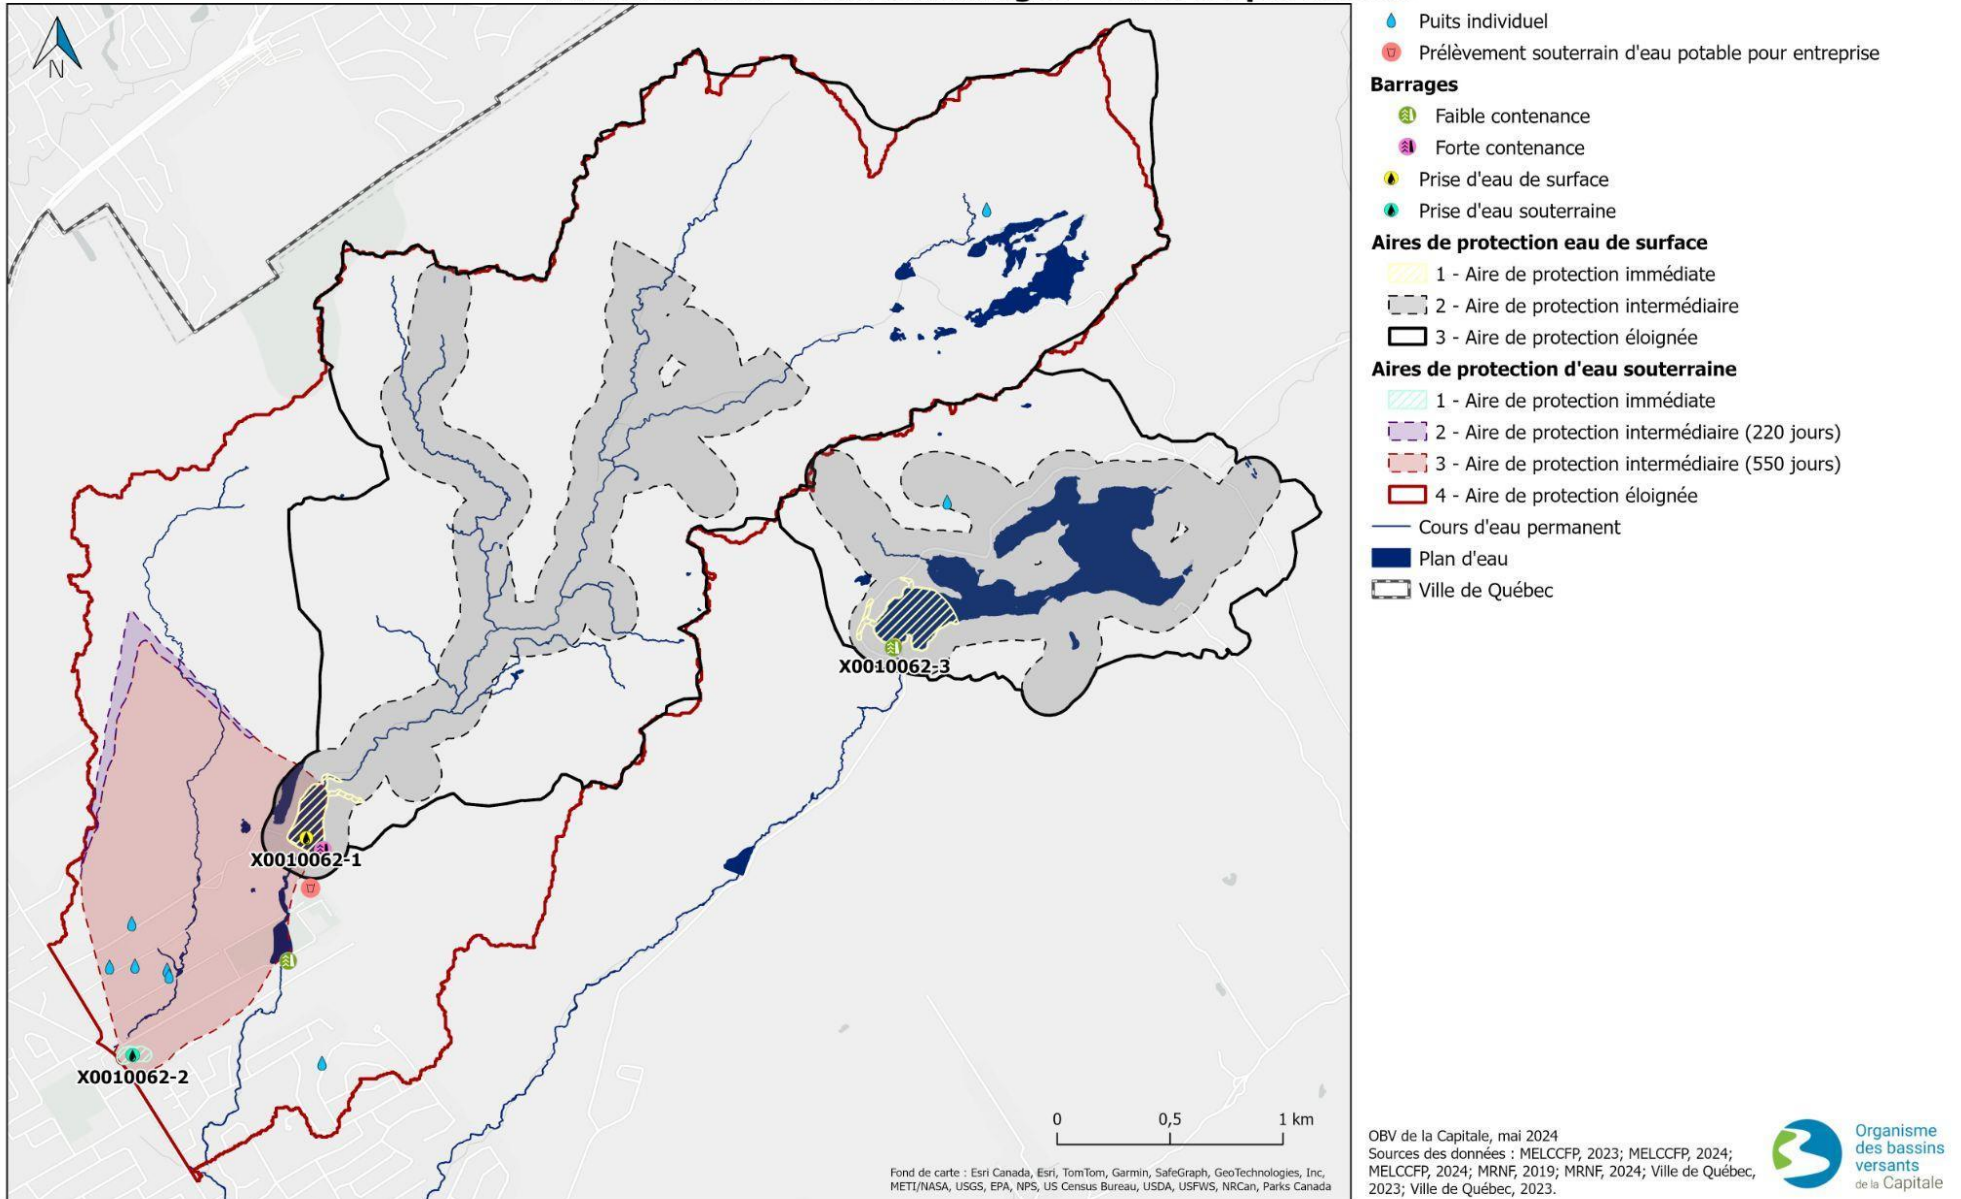 N
X0010062-3
X0010062-1
X0010062-2
0 0,5 1 km
Fond de carte : Esri Canada, Esri, TomTom, Garmin, SafeGraph, GeoTechnologies, Inc,
METI/NASA, USGS, EPA, NPS, US Census Bureau, USDA, USFWS, NRCan, Parks Canada
Puits individuel
Prélèvement souterrain d'eau potable pour entreprise
Barrages
Faible contenance
Forte contenance
Prise d'eau de surface
Prise d'eau souterraine
Aires de protection eau de surface
1 - Aire de protection immédiate
2 - Aire de protection intermédiaire
3 - Aire de protection éloignée
Aires de protection d'eau souterraine
1 - Aire de protection immédiate
2 - Aire de protection intermédiaire (220 jours)
3 - Aire de protection intermédiaire (550 jours)
4 - Aire de protection éloignée
Cours d'eau permanent
Plan d'eau
Ville de Québec
OBV de la Capitale, mai 2024
Sources des données : MELCCFP, 2023; MELCCFP, 2024;
MELCCFP, 2024; MRNF, 2019; MRNF, 2024; Ville de Québec,
2023; Ville de Québec, 2023.
Organisme
des bassins
versants
de la Capitale